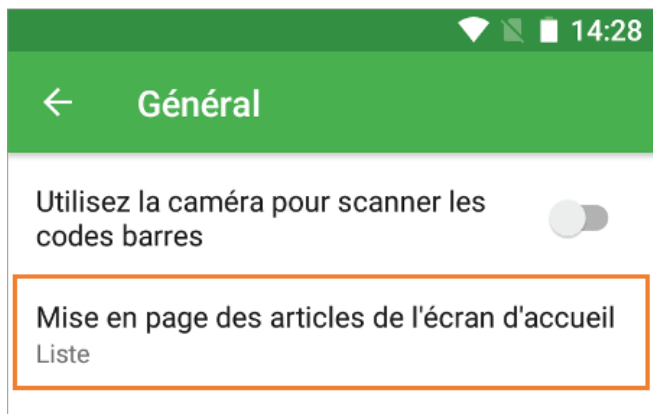 14:28
Général
Utilisez la caméra pour scanner les
codes barres
Mise en page des articles de l'écran d'accueil
Liste